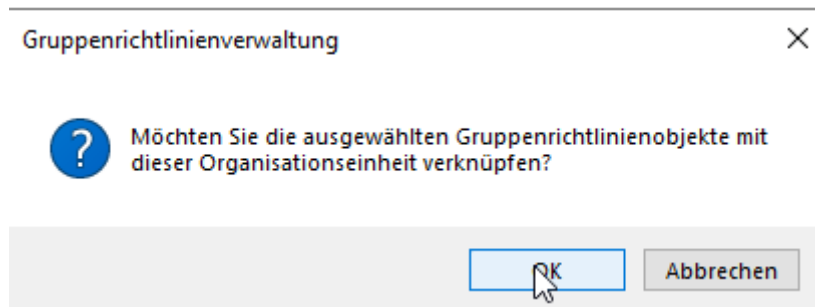 Gruppenrichtlinienverwaltung
Möchten Sie die ausgewählten Gruppenrichtlinienobjekte mit
dieser Organisationseinheit verknüpfen?
OK
Abbrechen